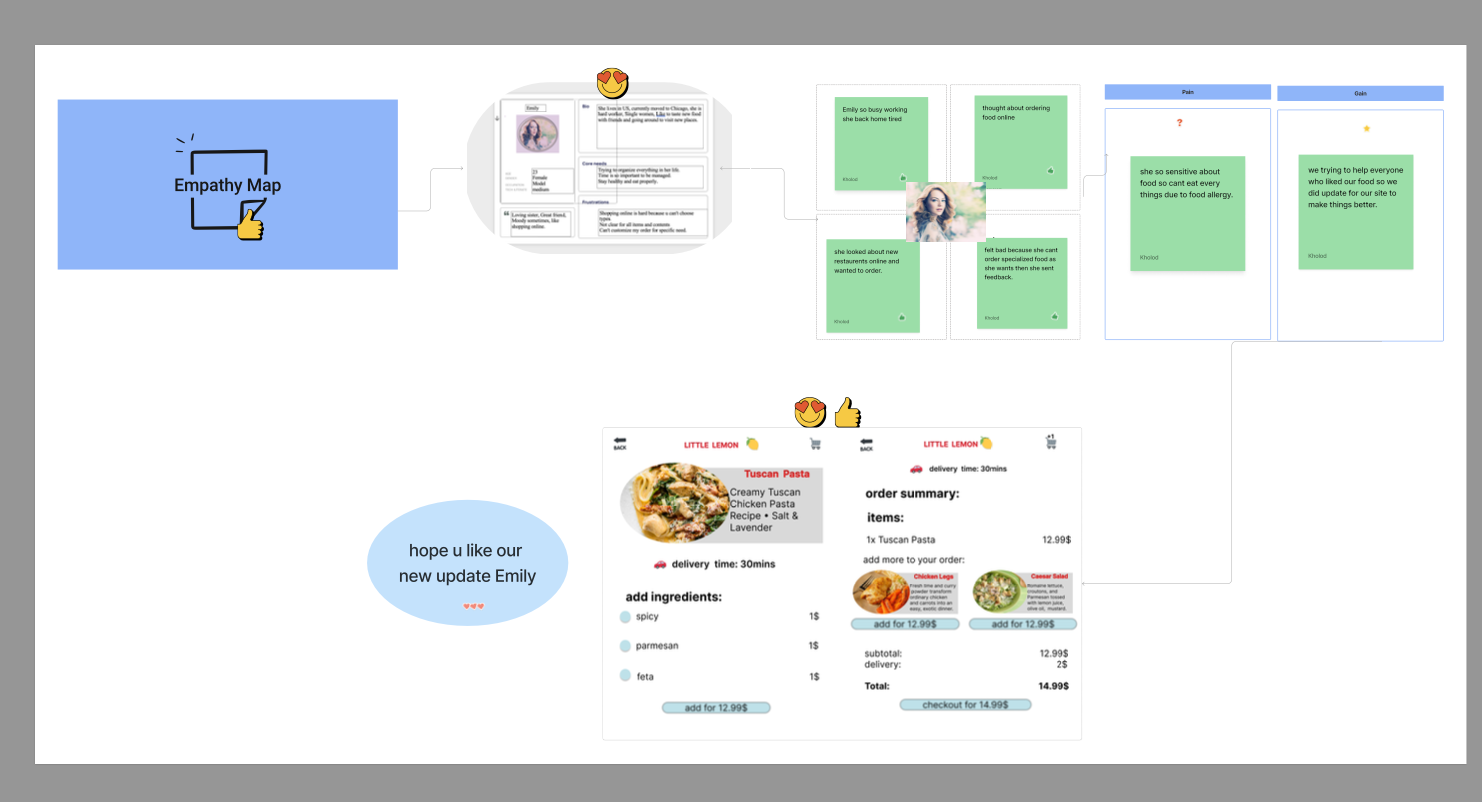 Empathy Map
Emily
23
Female
Model
medium
Loving sister, Great friend,
Moody sometimes, like
shopping online.
Bio
She lives in US, currently moved to Chicago, she is
hard worker, Single women, Like to taste new food
with friends and going around to visit new places.
Core needs
Trying to organize everything in her life.
Time is so important to be managed.
Stay healthy and eat properly.
Frustrations
Shopping online is hard because u can't choose
types
Not clear for all items and contents
Can't customize my order for specific need.
Emily so busy working
she back home tired
Kholod
thought about ordering
food online
she looked about new
restaurents online and
wanted to order.
Kholod
felt bad because she cant
order specialized food as
she wants then she sent
feedback.
Kholod
Pain
?
she so sensitive about
food so cant eat every
things due to food allergy.
Kholod
Gain
we trying to help everyone
who liked our food so we
did update for our site to
make things better.
Kholod
hope u like our
new update Emily
BACK
LITTLE LEMON
Tuscan Pasta
Creamy Tuscan
Chicken Pasta
Recipe • Salt &
Lavender
delivery time: 30mins
add ingredients:
spicy 1$
parmesan 1$
feta 1$
add for 12.99$
BACK
LITTLE LEMON
+1
delivery time: 30mins
order summary:
items:
1x Tuscan Pasta 12.99$
add more to your order:
Chicken Legs
Fresh lime and curry
powder transform
ordinary chicken
and carrots into an
easy, exotic dinner.
add for 12.99$
Caesar Salad
Romaine lettuce,
croutons, and
Parmesan tossed
with lemon juice,
olive oil, mustard,
add for 12.99$
subtotal: 12.99$
delivery: 2$
Total: 14.99$
checkout for 14.99$